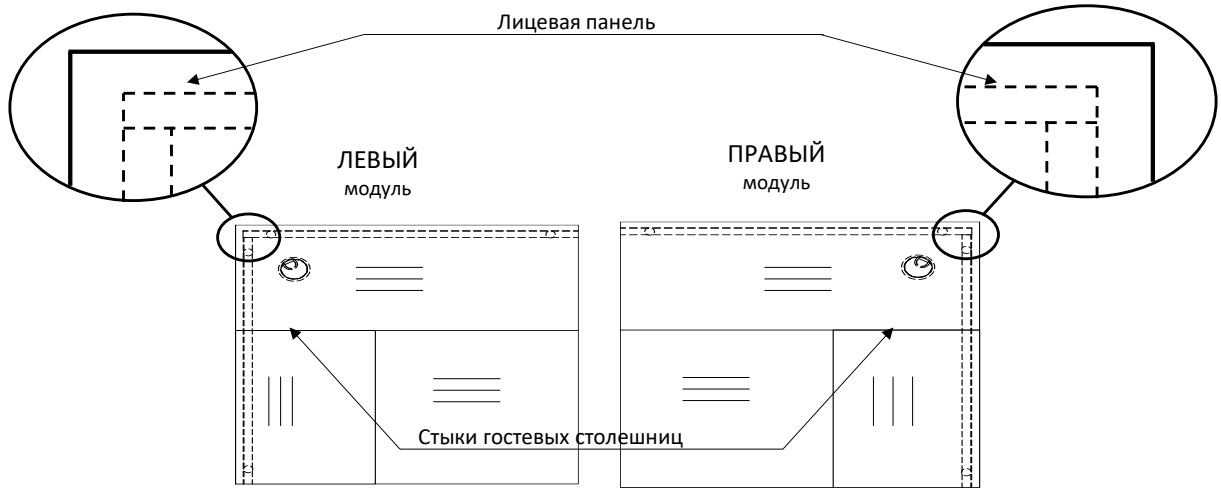 Лицевая панель
ЛЕВЫЙ
модуль
ПРАВЫЙ
модуль
Стыки гостевых столешниц